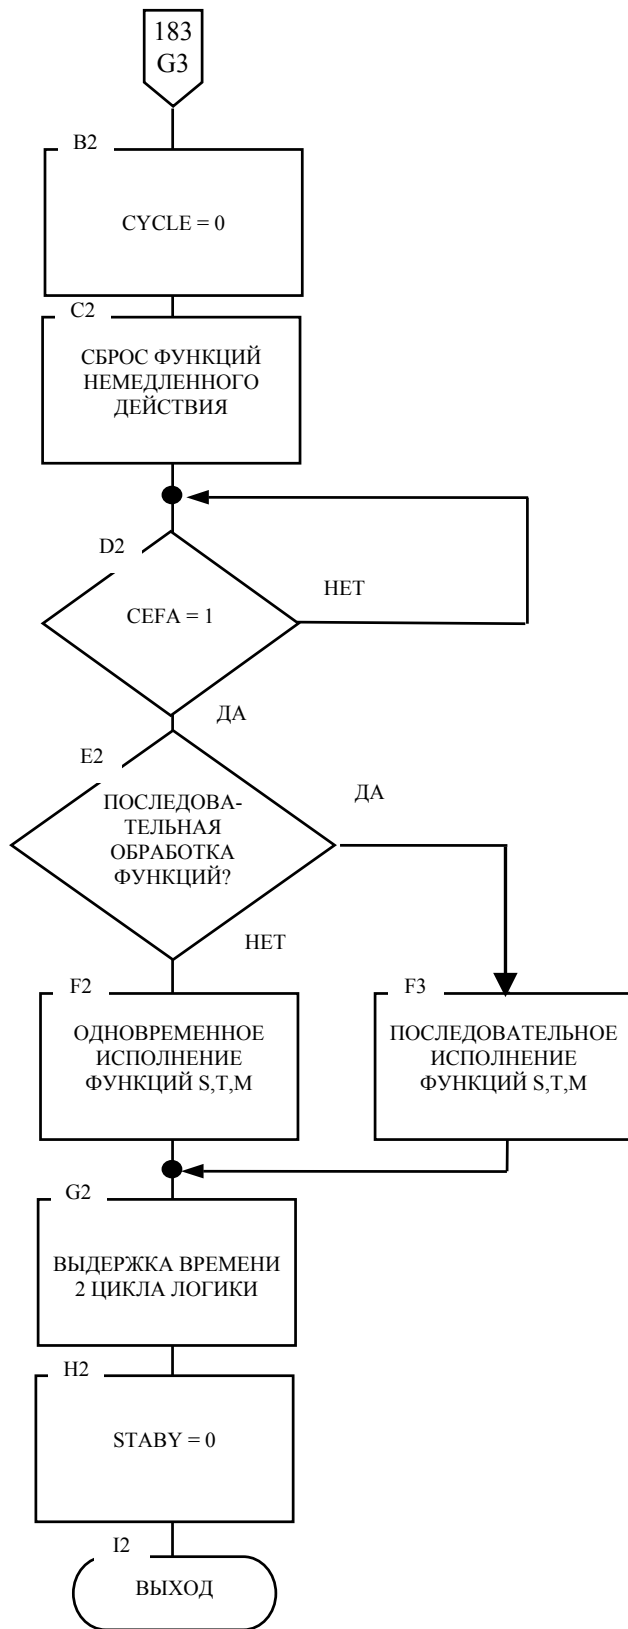 183
G3
B2
CYCLE = 0
C2
СБРОС ФУНКЦИЙ
НЕМЕДЛЕННОГО
ДЕЙСТВИЯ
D2
CEFA = 1
НЕТ
ДА
E2
ПОСЛЕДОВА-
ТЕЛЬНАЯ
ОБРАБОТКА
ФУНКЦИЙ?
ДА
НЕТ
F2
ОДНОВРЕМЕННОЕ
ИСПОЛНЕНИЕ
ФУНКЦИЙ S,T,M
F3
ПОСЛЕДОВАТЕЛЬНОЕ
ИСПОЛНЕНИЕ
ФУНКЦИЙ S,T,M
G2
ВЫДЕРЖКА ВРЕМЕНИ
2 ЦИКЛА ЛОГИКИ
H2
STABY = 0
I2
ВЫХОД